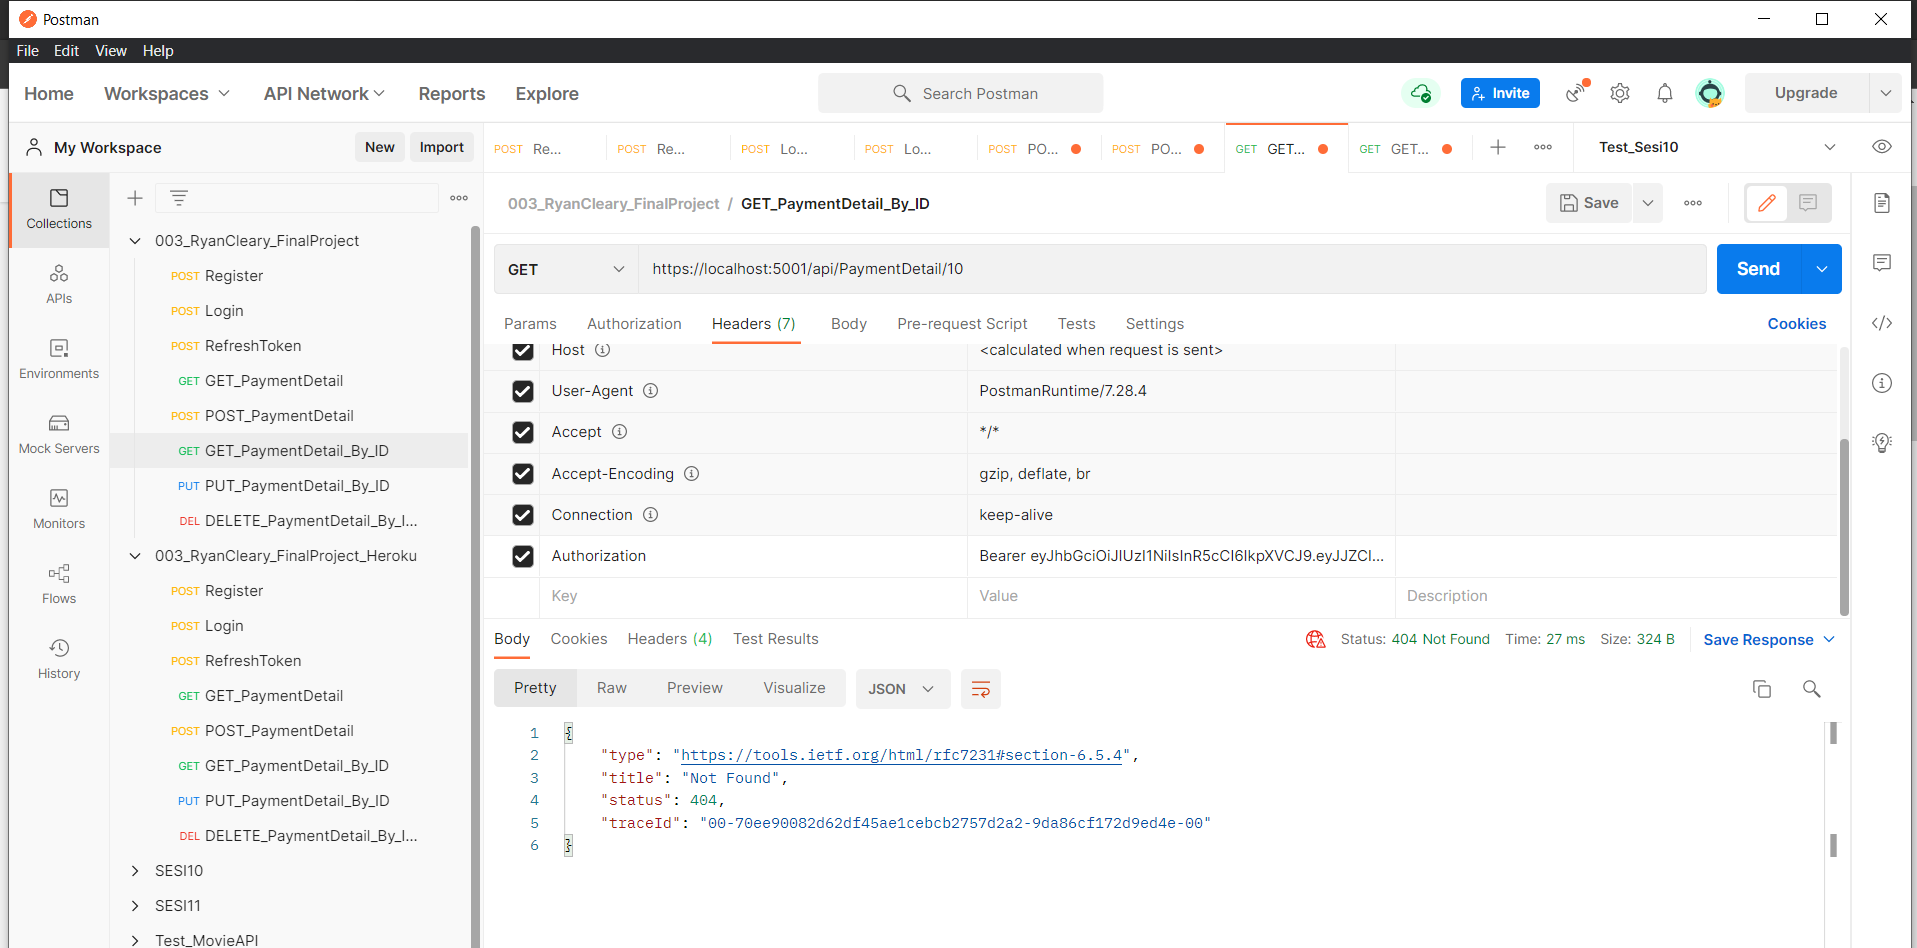 Postman
File Edit View Help
Home Workspaces API Network Reports Explore Search Postman Invite Upgrade
My Workspace New Import
POST Re... POST Re... POST Lo... POST Lo... POST PO... POST PO... GET GET... GET GET... Test_Sesi10
Collections
APIs
Environments
Mock Servers
Monitors
Flows
History
003_RyanCleary_FinalProject
POST Register
POST Login
POST RefreshToken
GET GET_PaymentDetail
POST POST_PaymentDetail
GET GET_PaymentDetail_By_ID
PUT PUT_PaymentDetail_By_ID
DEL DELETE_PaymentDetail_By_I...
003_RyanCleary_FinalProject_Heroku
POST Register
POST Login
POST RefreshToken
GET GET_PaymentDetail
POST POST_PaymentDetail
GET GET_PaymentDetail_By_ID
PUT PUT_PaymentDetail_By_ID
DEL DELETE_PaymentDetail_By_I...
SESI10
SESI11
Test_MovieAPI
003_RyanCleary_FinalProject / GET_PaymentDetail_By_ID Save
GET https://localhost:5001/api/PaymentDetail/10 Send
Params Authorization Headers (7) Body Pre-request Script Tests Settings Cookies
Host <calculated when request is sent>
User-Agent PostmanRuntime/7.28.4
Accept */*
Accept-Encoding gzip, deflate, br
Connection keep-alive
Authorization Bearer eyJhbGciOiJIUzI1NiIsInR5cCI6IkpXVCJ9.eyJJZCI...
Key Value Description
Body Cookies Headers (4) Test Results Status: 404 Not Found Time: 27 ms Size: 324 B Save Response
Pretty Raw Preview Visualize JSON
1 {
2 "type": "https://tools.ietf.org/html/rfc7231#section-6.5.4",
3 "title": "Not Found",
4 "status": 404,
5 "traceId": "00-70ee90082d62df45ae1cebcb2757d2a2-9da86cf172d9ed4e-00"
6 }